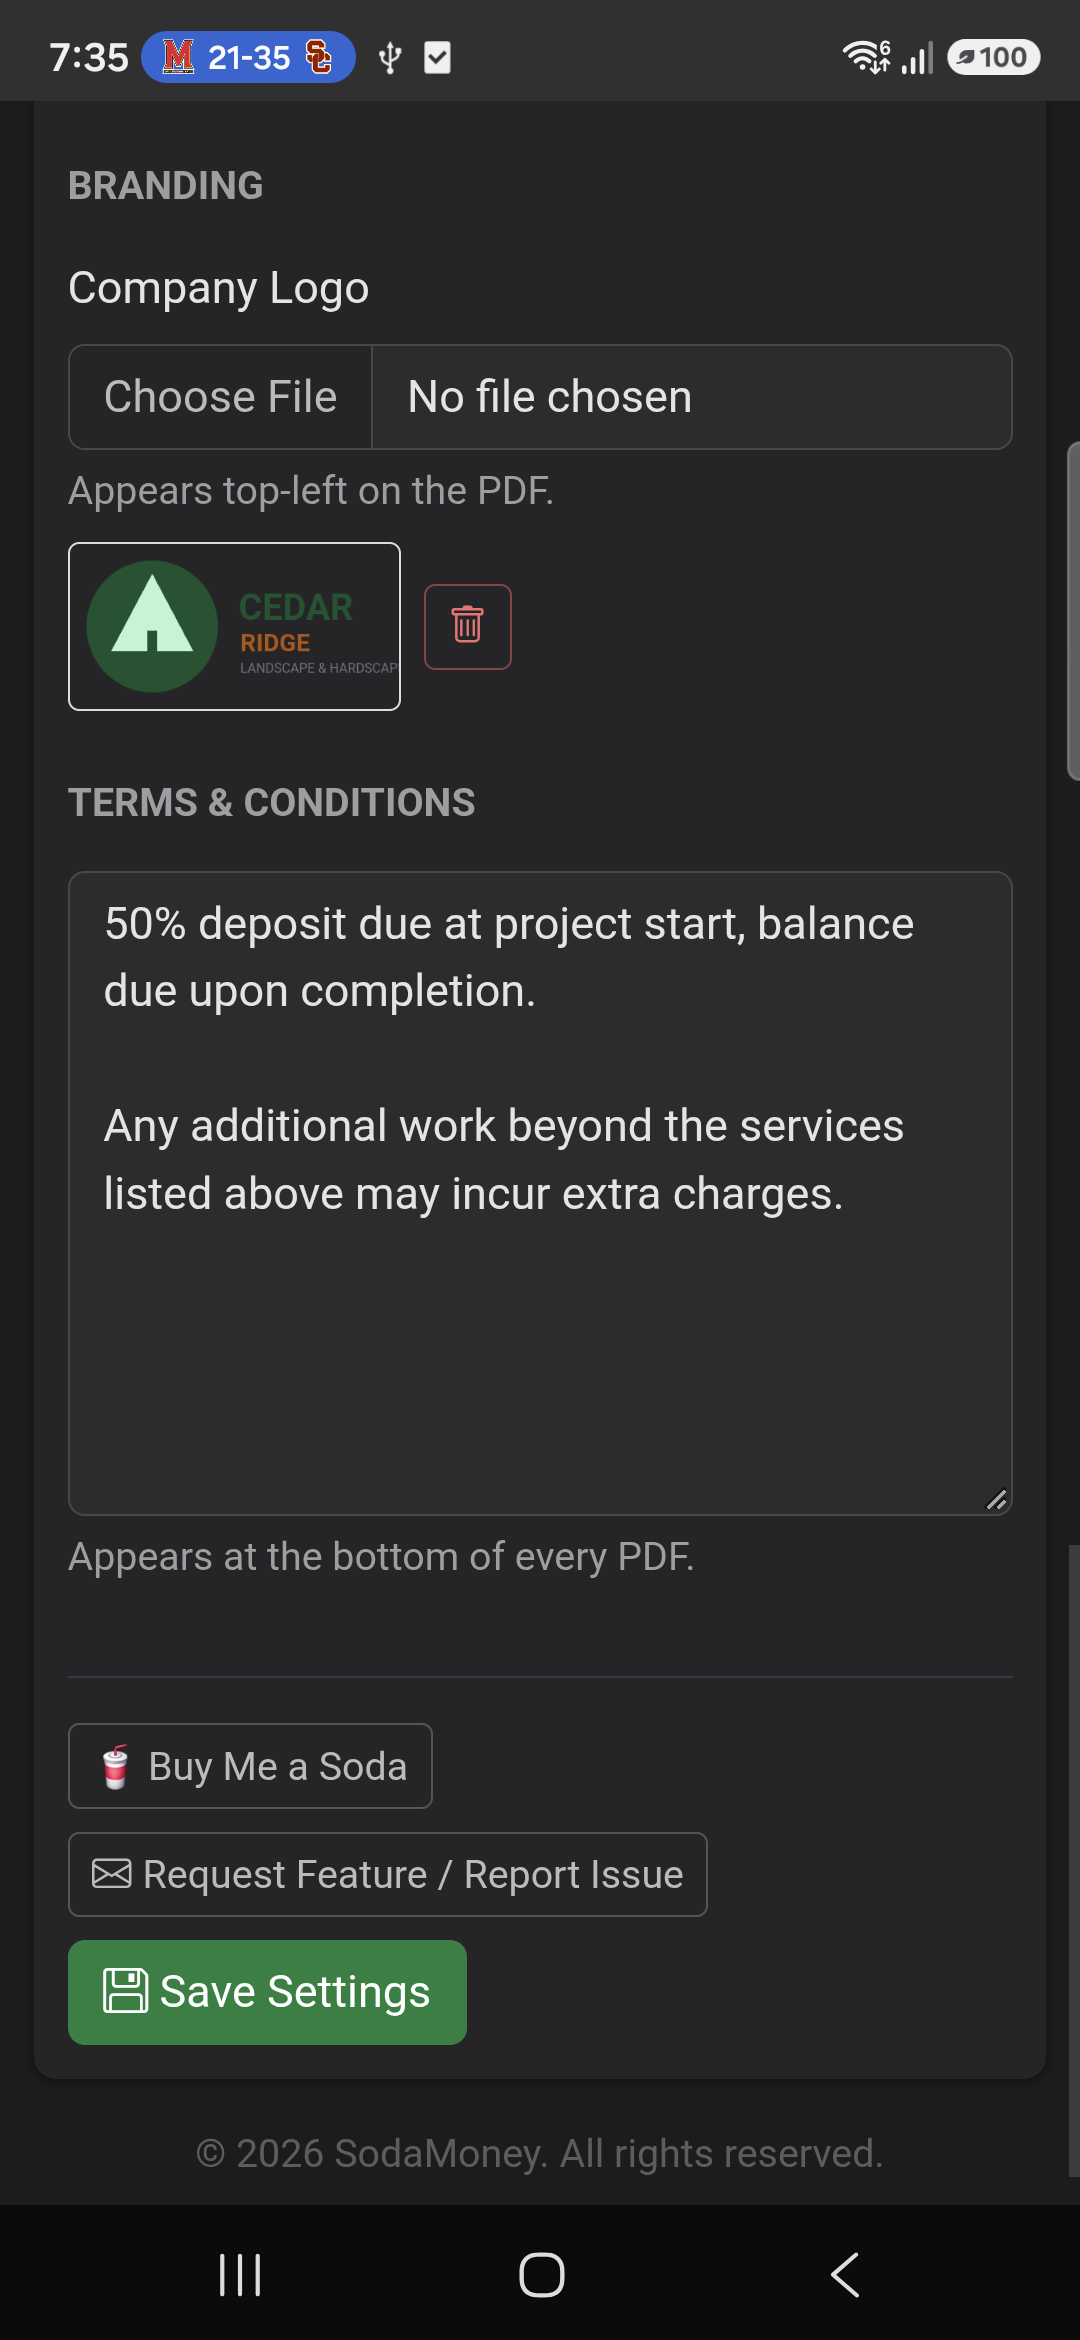 7:35 M 21-35 SC 6 100
BRANDING
Company Logo
Choose File No file chosen
Appears top-left on the PDF.
CEDAR
RIDGE
LANDSCAPE & HARDSCAP
TERMS & CONDITIONS
50% deposit due at project start, balance
due upon completion.
Any additional work beyond the services
listed above may incur extra charges.
Appears at the bottom of every PDF.
Buy Me a Soda
Request Feature / Report Issue
Save Settings
© 2026 SodaMoney. All rights reserved.